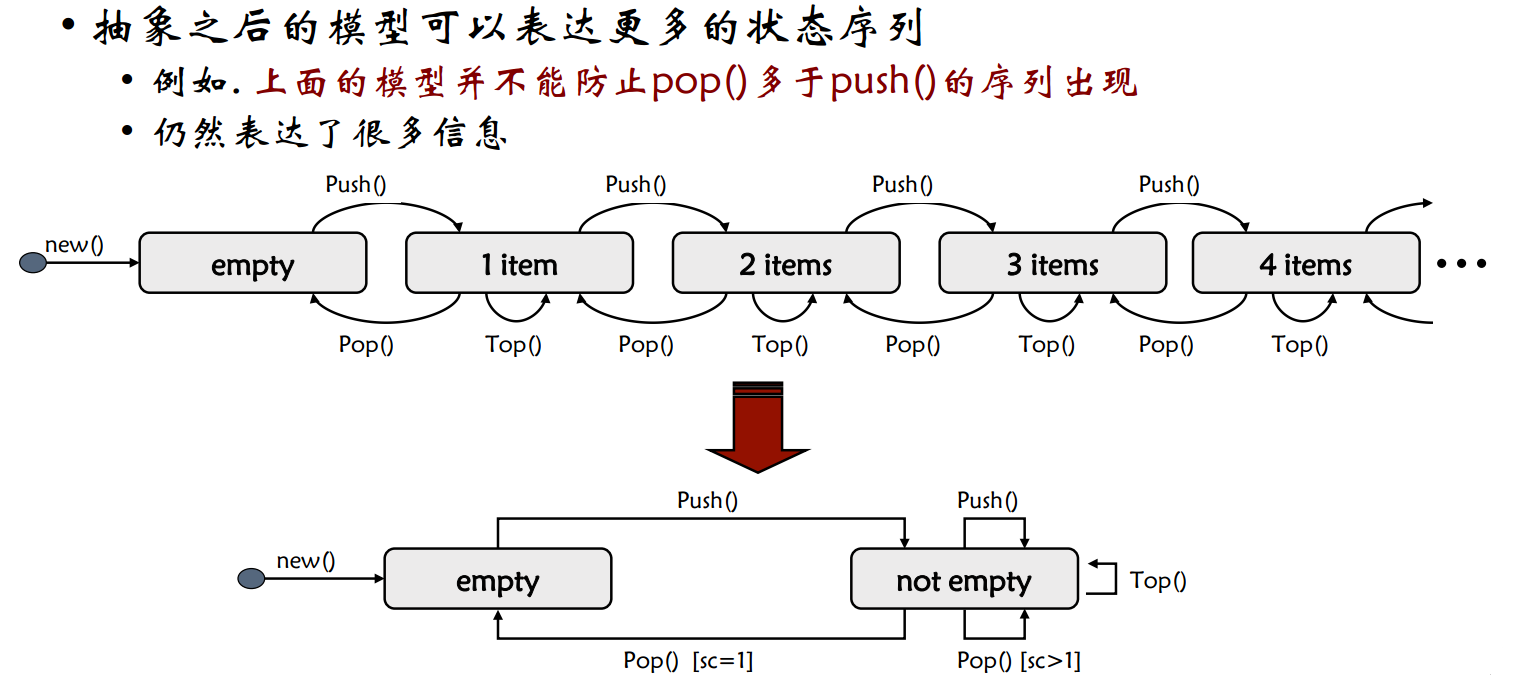 • 抽象之后的模型可以表达更多的状态序列
• 例如. 上面的模型并不能防止pop()多于push()的序列出现
• 仍然表达了很多信息
Push() Push() Push() Push()
new()
empty 1 item 2 items 3 items 4 items •••
Pop() Top() Pop() Top() Pop() Top() Pop() Top()
Push() Push()
new()
empty not empty Top()
Pop() [sc=1] Pop() [sc>1]